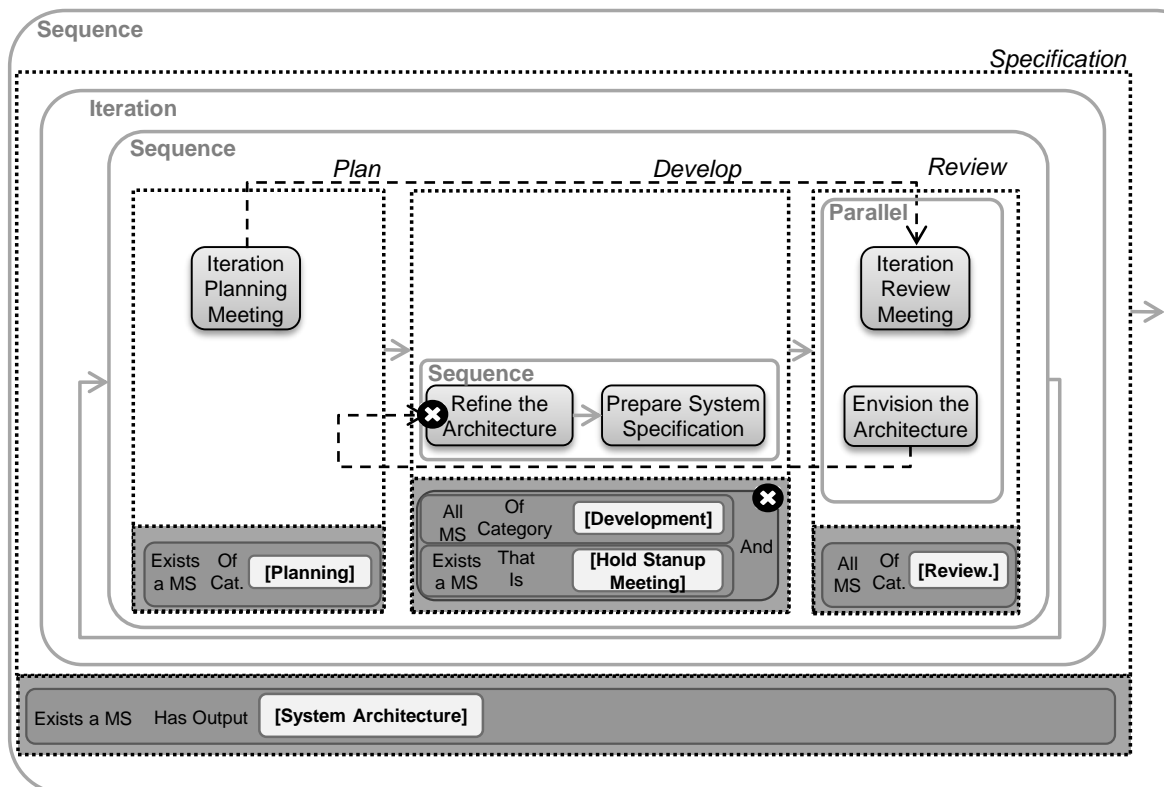 Sequence
Specification
Iteration
Sequence
Plan
Develop
Review
Parallel
Iteration
Planning
Meeting
Iteration
Review
Meeting
Sequence
Refine the
Architecture
Prepare System
Specification
Envision the
Architecture
Exists
a MS
Of
Cat.
[Planning]
All
MS
Of
Category
[Development]
And
Exists
a MS
That
Is
[Hold Stanup
Meeting]
All
MS
Of
Cat.
[Review.]
Exists a MS Has Output [System Architecture]